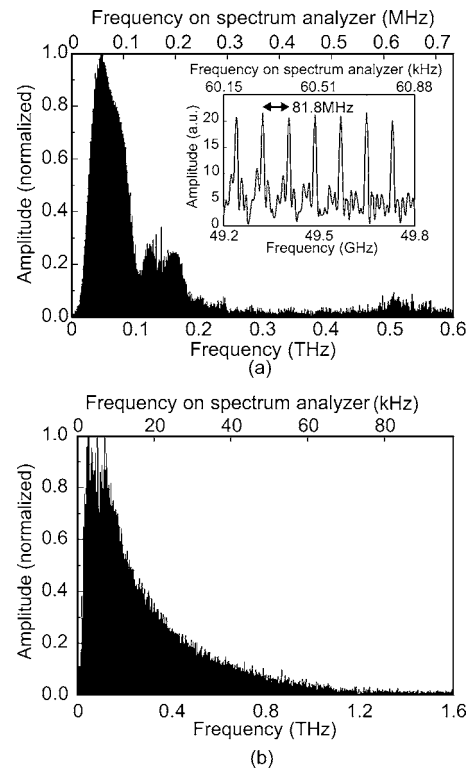 Frequency on spectrum analyzer (MHz)
0 0.1 0.2 0.3 0.4 0.5 0.6 0.7
1.0
0.8
0.6
0.4
0.2
0.0
Amplitude (normalized)
Frequency on spectrum analyzer (kHz)
60.15 60.51 60.88
81.8MHz
20
15
10
5
0
Amplitude (a.u.)
49.2 49.5 49.8
Frequency (GHz)
0 0.1 0.2 0.3 0.4 0.5 0.6
Frequency (THz)
(a)
Frequency on spectrum analyzer (kHz)
0 20 40 60 80
1.0
0.8
0.6
0.4
0.2
0.0
Amplitude (normalized)
0 0.4 0.8 1.2 1.6
Frequency (THz)
(b)